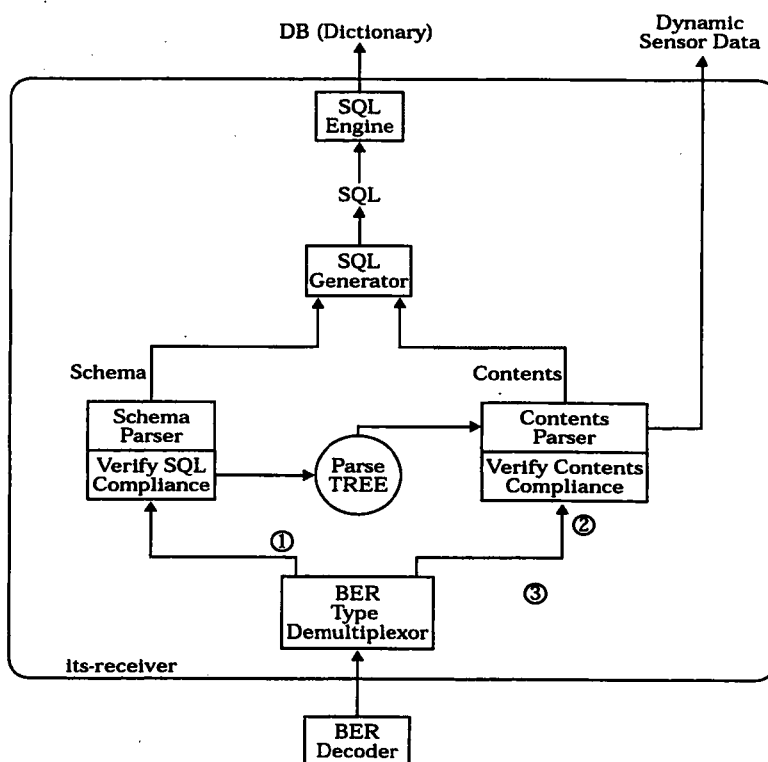 DB (Dictionary)
Dynamic
Sensor Data
SQL
Engine
SQL
SQL
Generator
Schema
Contents
Schema
Parser
Verify SQL
Compliance
Parse
TREE
Contents
Parser
Verify Contents
Compliance
①
②
③
BER
Type
Demultiplexor
its-receiver
BER
Decoder